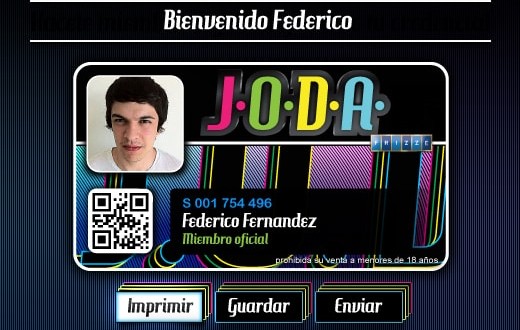 Bienvenido Federico
J·O·D·A·
FRIZZE
S 001 754 496
Federico Fernandez
Miembro oficial
prohibida su venta a menores de 18 años
Imprimir
Guardar
Enviar